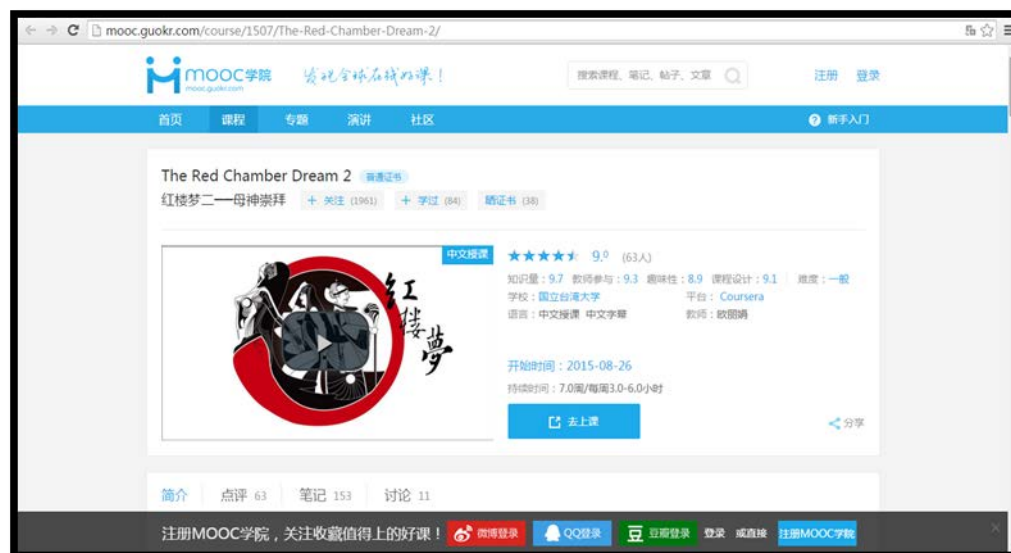 mooc.guokr.com/course/1507/The-Red-Chamber-Dream-2/
MOOC学院 发现全球在线好课！
mooc.guokr.com
搜索课程、笔记、帖子、文章
注册 登录
首页 课程 专题 演讲 社区 新手入门
The Red Chamber Dream 2 普通证书
红楼梦二——母神崇拜 + 关注 (1961) + 学过 (84) 晒证书 (38)
中文授课
紅楼夢
9.0 (63人)
知识量：9.7 教师参与：9.3 趣味性：8.9 课程设计：9.1 难度：一般
学校：国立台湾大学 平台：Coursera
语言：中文授课 中文字幕 教师：欧丽娟
开始时间：2015-08-26
持续时间：7.0周/每周3.0-6.0小时
去上课
分享
简介 点评 63 笔记 153 讨论 11
注册MOOC学院，关注收藏值得上的好课！ 微博登录 QQ登录 豆 豆瓣登录 登录 或直接 注册MOOC学院